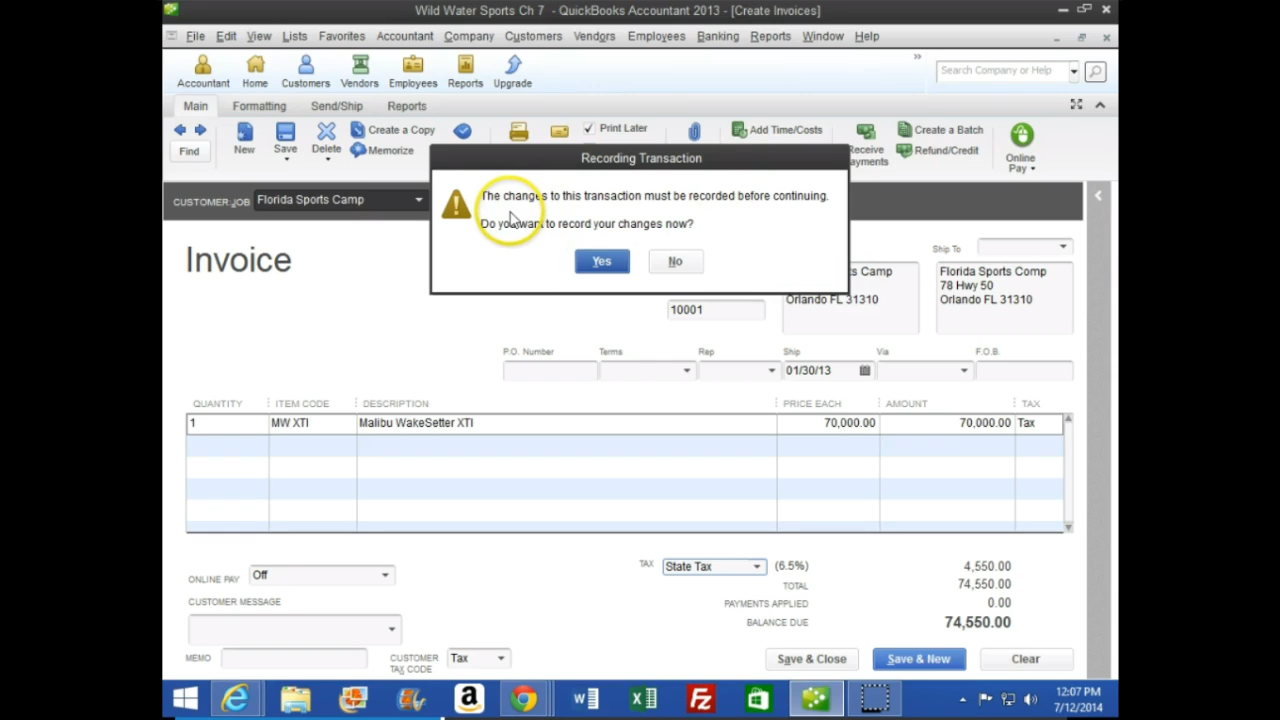 Wild Water Sports Ch 7 - QuickBooks Accountant 2013 - [Create Invoices]
File Edit View Lists Favorites Accountant Company Customers Vendors Employees Banking Reports Window Help
Accountant Home Customers Vendors Employees Reports Upgrade
Search Company or Help
Main Formatting Send/Ship Reports
Find New Save Delete Create a Copy Memorize Print Later Add Time/Costs Receive Payments Create a Batch Refund/Credit Online Pay
Recording Transaction
The changes to this transaction must be recorded before continuing.
Do you want to record your changes now?
Yes No
CUSTOMER:JOB Florida Sports Camp
Invoice
Ship To
a Sports Camp
Orlando FL 31310
Florida Sports Comp
78 Hwy 50
Orlando FL 31310
10001
P.O. Number Terms Rep Ship Via F.O.B.
01/30/13
QUANTITY ITEM CODE DESCRIPTION PRICE EACH AMOUNT TAX
1 MW XTI Malibu WakeSetter XTI 70,000.00 70,000.00 Tax
TAX State Tax (6.5%) 4,550.00
ONLINE PAY Off
TOTAL 74,550.00
CUSTOMER MESSAGE
PAYMENTS APPLIED 0.00
BALANCE DUE 74,550.00
MEMO
CUSTOMER TAX CODE Tax
Save & Close Save & New Clear
12:07 PM
7/12/2014